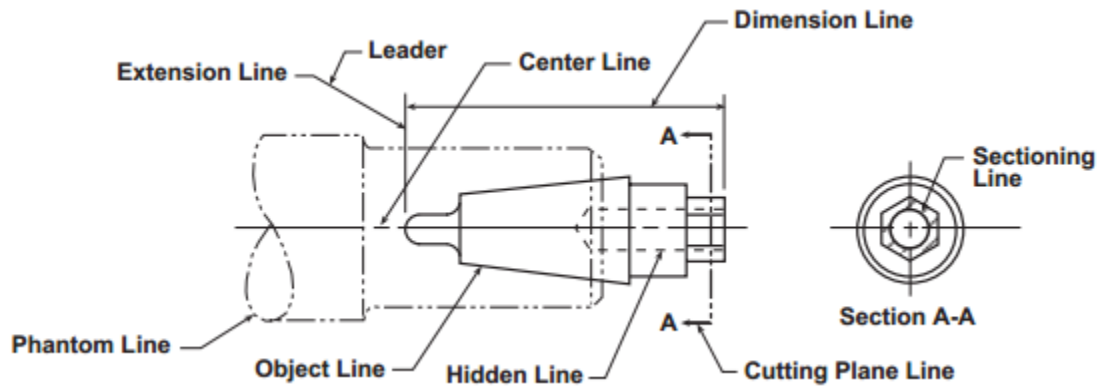 Dimension Line
Leader
Center Line
Extension Line
A
Sectioning
Line
A
Section A-A
Phantom Line
Object Line
Hidden Line
Cutting Plane Line